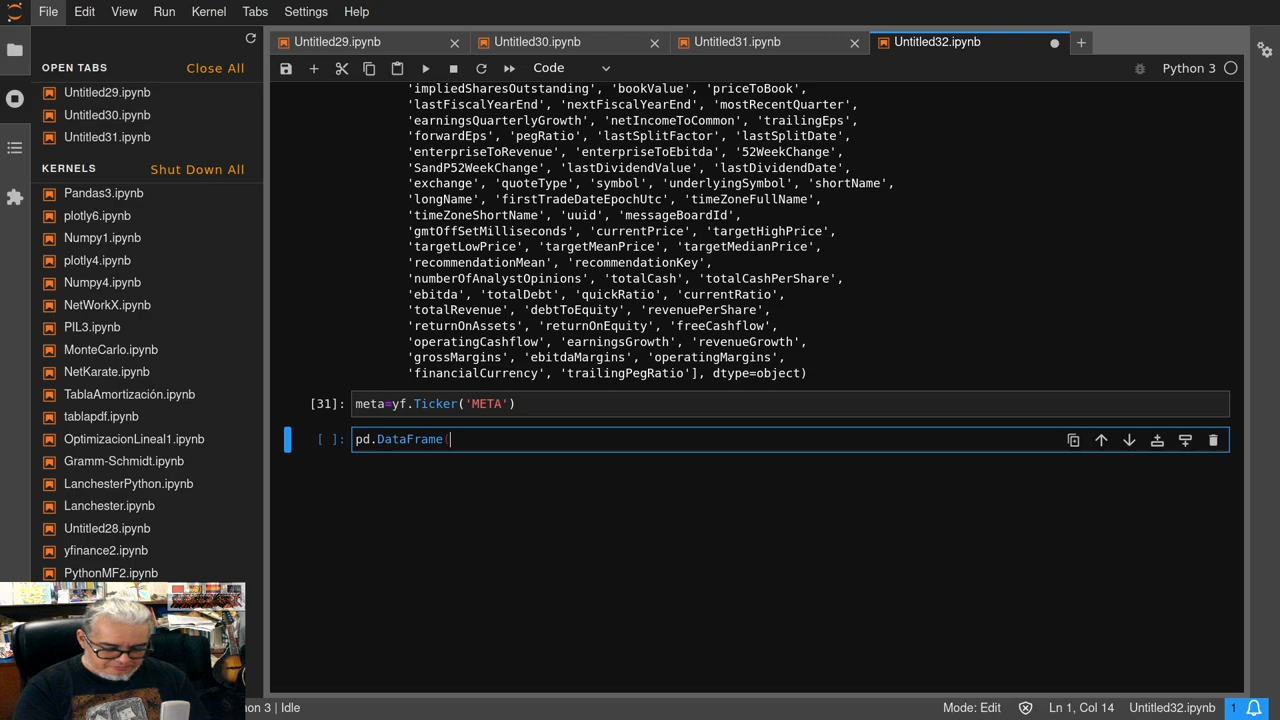 File Edit View Run Kernel Tabs Settings Help
Untitled29.ipynb Untitled30.ipynb Untitled31.ipynb Untitled32.ipynb
OPEN TABS Close All
Untitled29.ipynb
Untitled30.ipynb
Untitled31.ipynb
KERNELS Shut Down All
Pandas3.ipynb
plotly6.ipynb
Numpy1.ipynb
plotly4.ipynb
Numpy4.ipynb
NetWorkX.ipynb
PIL3.ipynb
MonteCarlo.ipynb
NetKarate.ipynb
TablaAmortización.ipynb
tablapdf.ipynb
OptimizacionLineal1.ipynb
Gramm-Schmidt.ipynb
LanchesterPython.ipynb
Lanchester.ipynb
Untitled28.ipynb
yfinance2.ipynb
PythonMF2.ipynb
Code Python 3
'impliedSharesOutstanding', 'bookValue', 'priceToBook',
'lastFiscalYearEnd', 'nextFiscalYearEnd', 'mostRecentQuarter',
'earningsQuarterlyGrowth', 'netIncomeToCommon', 'trailingEps',
'forwardEps', 'pegRatio', 'lastSplitFactor', 'lastSplitDate',
'enterpriseToRevenue', 'enterpriseToEbitda', '52WeekChange',
'SandP52WeekChange', 'lastDividendValue', 'lastDividendDate',
'exchange', 'quoteType', 'symbol', 'underlyingSymbol', 'shortName',
'longName', 'firstTradeDateEpochUtc', 'timeZoneFullName',
'timeZoneShortName', 'uuid', 'messageBoardId',
'gmtOffSetMilliseconds', 'currentPrice', 'targetHighPrice',
'targetLowPrice', 'targetMeanPrice', 'targetMedianPrice',
'recommendationMean', 'recommendationKey',
'numberOfAnalystOpinions', 'totalCash', 'totalCashPerShare',
'ebitda', 'totalDebt', 'quickRatio', 'currentRatio',
'totalRevenue', 'debtToEquity', 'revenuePerShare',
'returnOnAssets', 'returnOnEquity', 'freeCashflow',
'operatingCashflow', 'earningsGrowth', 'revenueGrowth',
'grossMargins', 'ebitdaMargins', 'operatingMargins',
'financialCurrency', 'trailingPegRatio'], dtype=object)
[31]: meta=yf.Ticker('META')
[ ]: pd.DataFrame(
on 3 | Idle Mode: Edit Ln 1, Col 14 Untitled32.ipynb 1